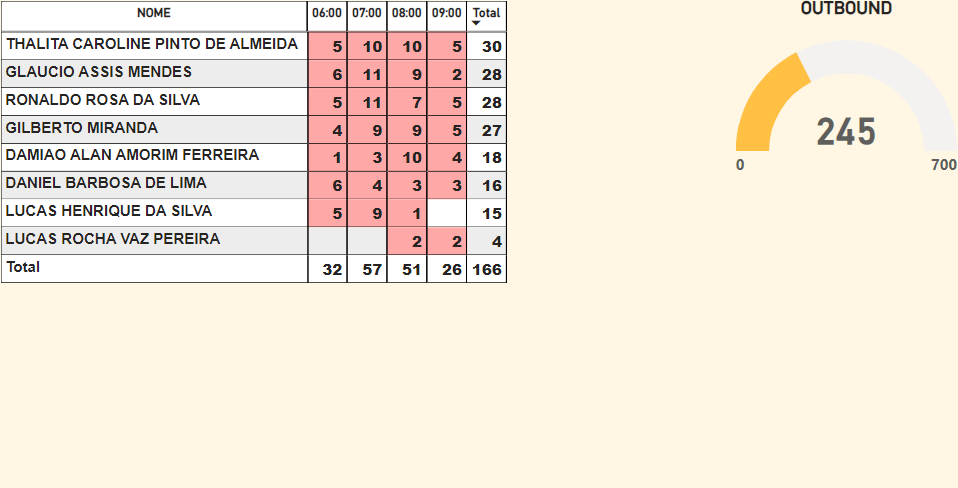 NOME 06:00 07:00 08:00 09:00 Total
THALITA CAROLINE PINTO DE ALMEIDA 5 10 10 5 30
GLAUCIO ASSIS MENDES 6 11 9 2 28
RONALDO ROSA DA SILVA 5 11 7 5 28
GILBERTO MIRANDA 4 9 9 5 27
DAMIAO ALAN AMORIM FERREIRA 1 3 10 4 18
DANIEL BARBOSA DE LIMA 6 4 3 3 16
LUCAS HENRIQUE DA SILVA 5 9 1 15
LUCAS ROCHA VAZ PEREIRA 2 2 4
Total 32 57 51 26 166
OUTBOUND
245
0 700